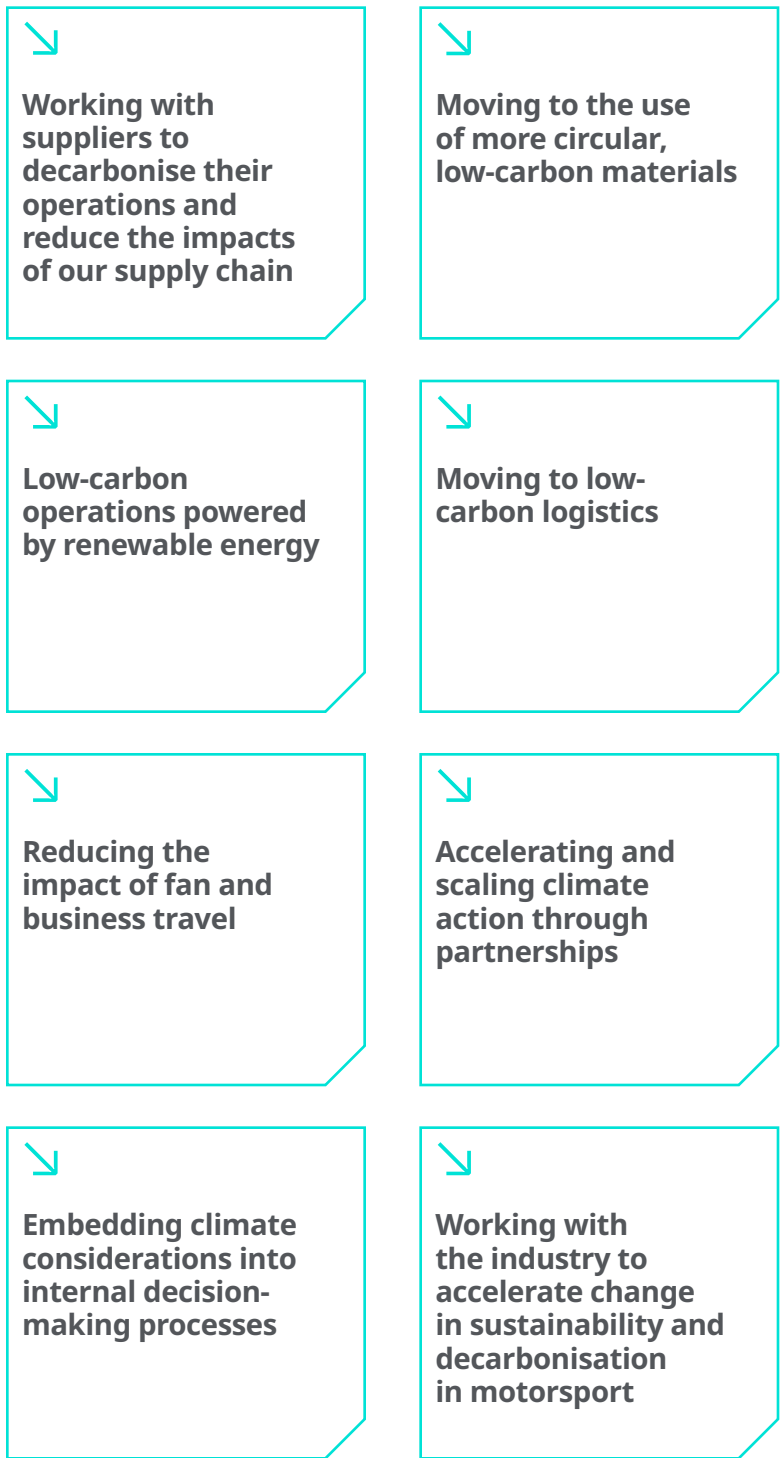 Working with
suppliers to
decarbonise their
operations and
reduce the impacts
of our supply chain
Moving to the use
of more circular,
low-carbon materials
Low-carbon
operations powered
by renewable energy
Moving to low-
carbon logistics
Reducing the
impact of fan and
business travel
Accelerating and
scaling climate
action through
partnerships
Embedding climate
considerations into
internal decision-
making processes
Working with
the industry to
accelerate change
in sustainability and
decarbonisation
in motorsport